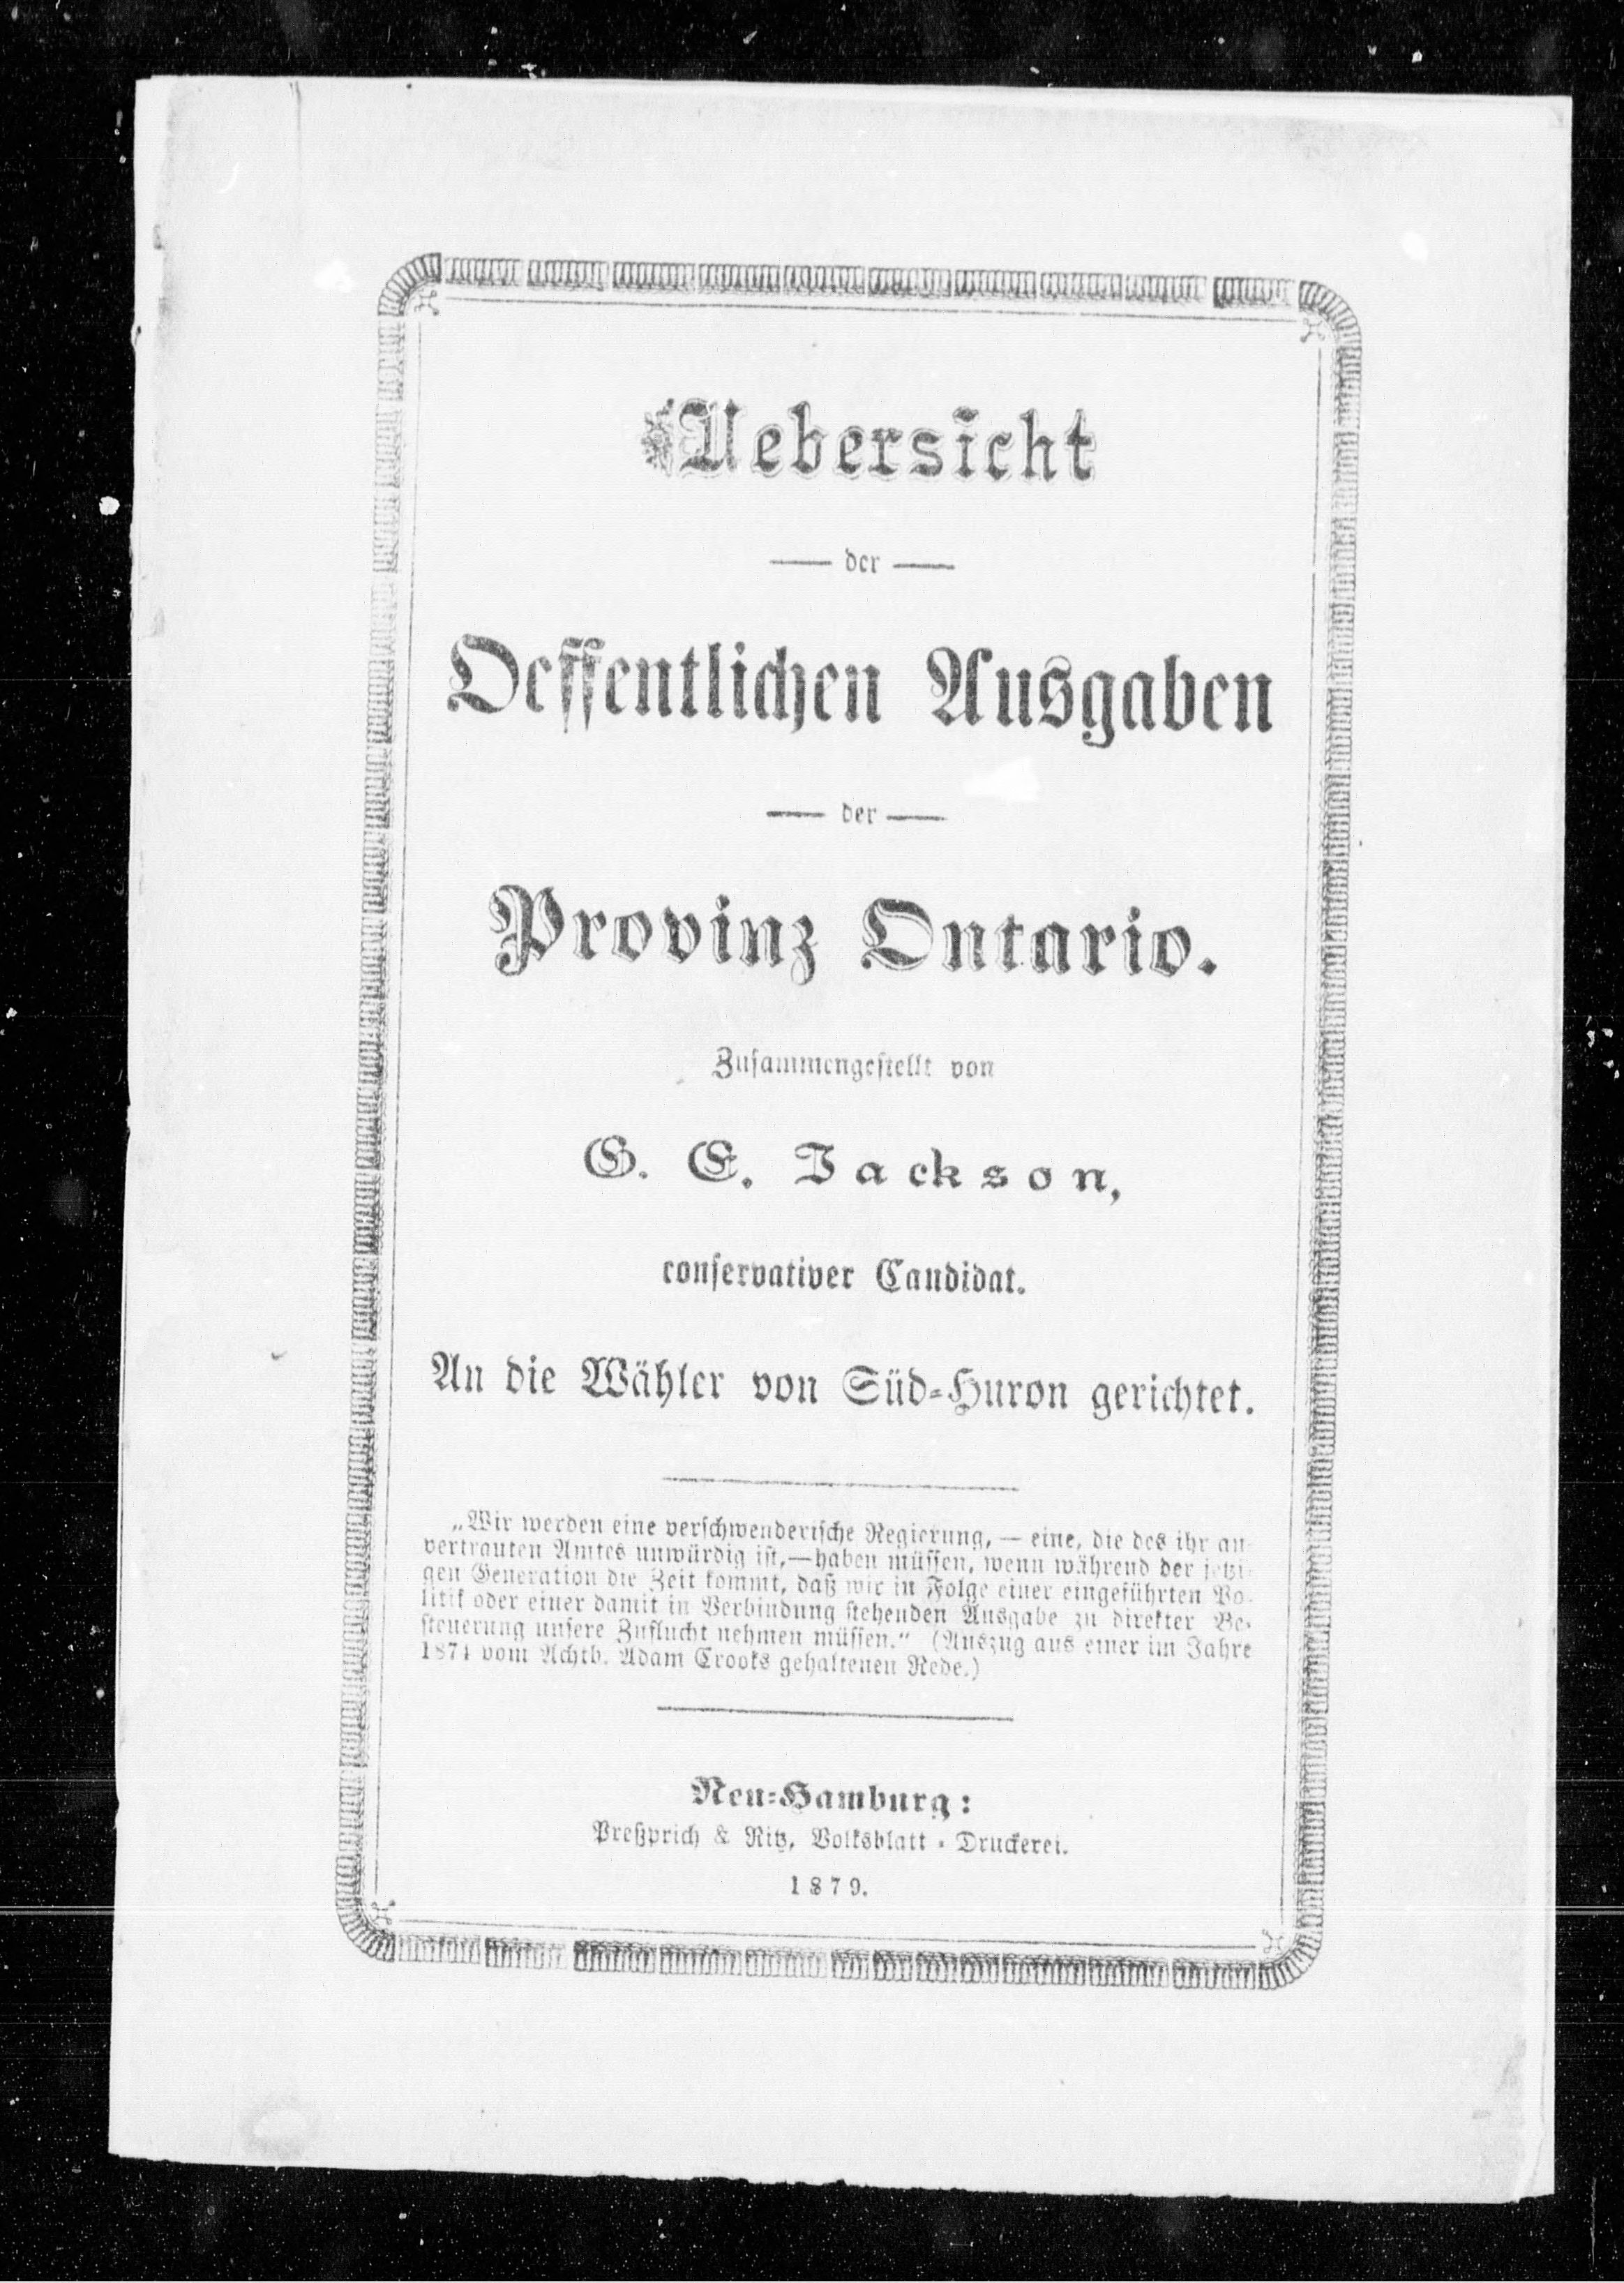 Uebersicht
— der —
Oeffentlichen Ausgaben
— der —
Provinz Ontario.
Zusammengestellt von
G. E. Jackson,
conservativer Candidat.
An die Wähler von Süd-Huron gerichtet.
„Wir werden eine verschwenderische Regierung, — eine, die des ihr an-
vertrauten Amtes unwürdig ist,—haben müssen, wenn während der jetzi-
gen Generation die Zeit kommt, daß wir in Folge einer eingeführten Po-
litik oder einer damit in Verbindung stehenden Ausgabe zu direkter Be-
steuerung unsere Zuflucht nehmen müssen.“ (Auszug aus einer im Jahre
1871 vom Achtb. Adam Crooks gehaltenen Rede.)
Neu-Hamburg:
Preßprich & Ritz, Volksblatt-Druckerei.
1879.